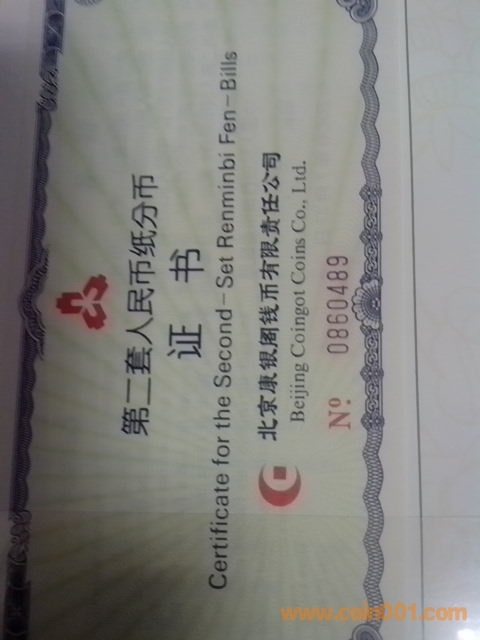 第二套人民币纸分币
证 书
Certificate for the Second-Set Renminbi Fen-Bills
北京康银阁钱币有限责任公司
Beijing Coingot Coins Co., Ltd.
Nº: 0860489
www.coin001.com